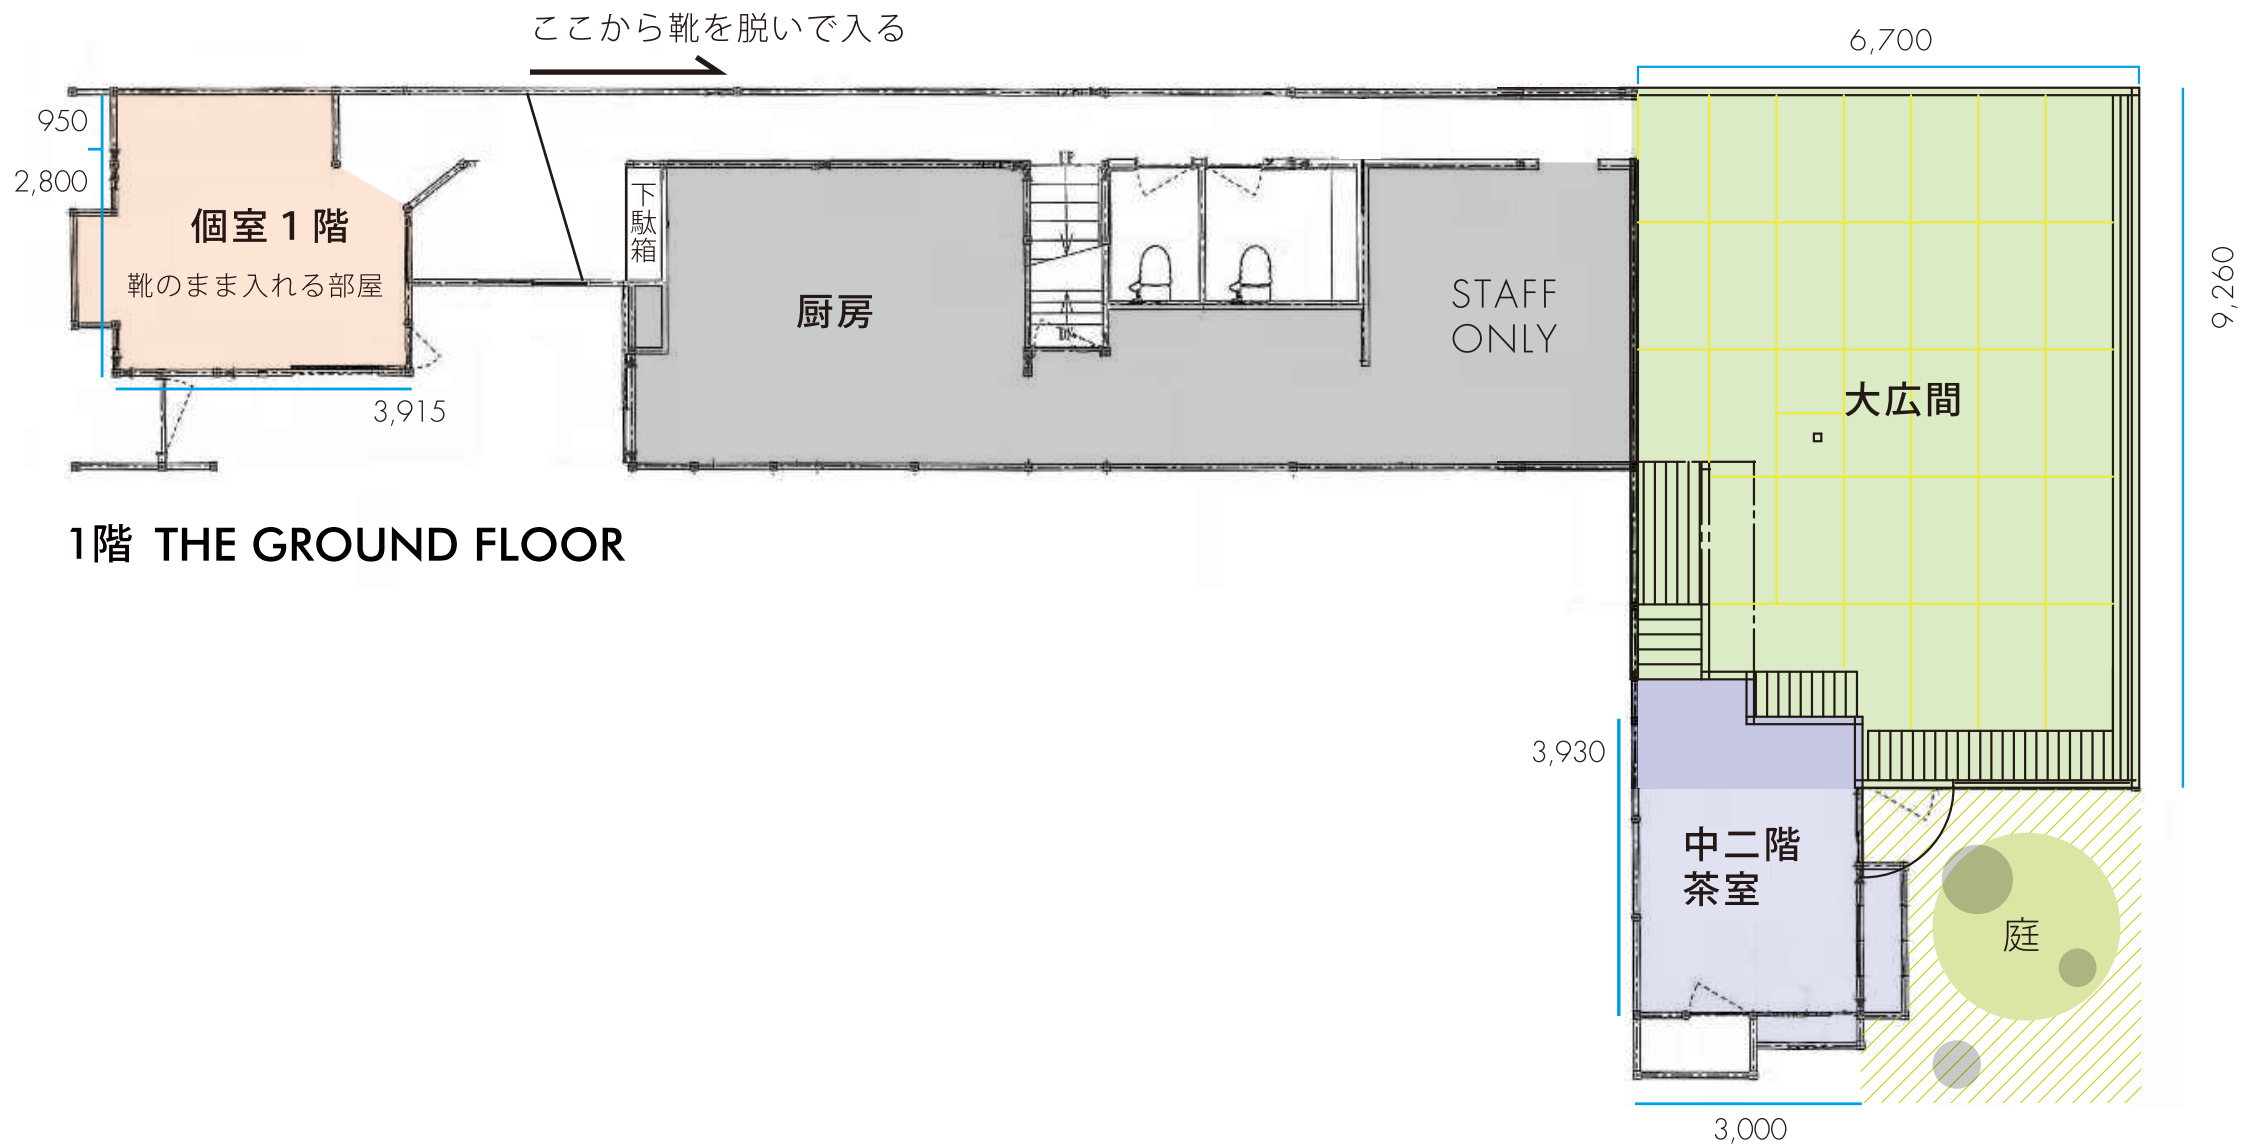 ここから靴を脱いで入る
6,700
950
2,800
個室1階
靴のまま入れる部屋
3,915
下駄箱
UP
厨房
STAFF
ONLY
大広間
9,260
1階 THE GROUND FLOOR
3,930
中二階
茶室
庭
3,000